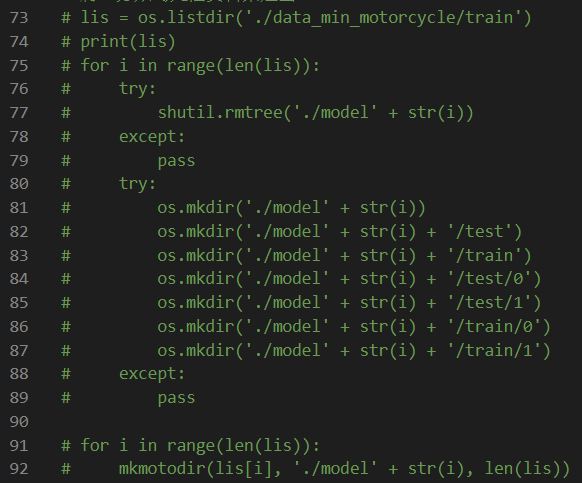 73 # lis = os.listdir('./data_min_motorcycle/train')
74 # print(lis)
75 # for i in range(len(lis)):
76 #     try:
77 #         shutil.rmtree('./model' + str(i))
78 #     except:
79 #         pass
80 #     try:
81 #         os.mkdir('./model' + str(i))
82 #         os.mkdir('./model' + str(i) + '/test')
83 #         os.mkdir('./model' + str(i) + '/train')
84 #         os.mkdir('./model' + str(i) + '/test/0')
85 #         os.mkdir('./model' + str(i) + '/test/1')
86 #         os.mkdir('./model' + str(i) + '/train/0')
87 #         os.mkdir('./model' + str(i) + '/train/1')
88 #     except:
89 #         pass
90
91 # for i in range(len(lis)):
92 #     mkmotodir(lis[i], './model' + str(i), len(lis))